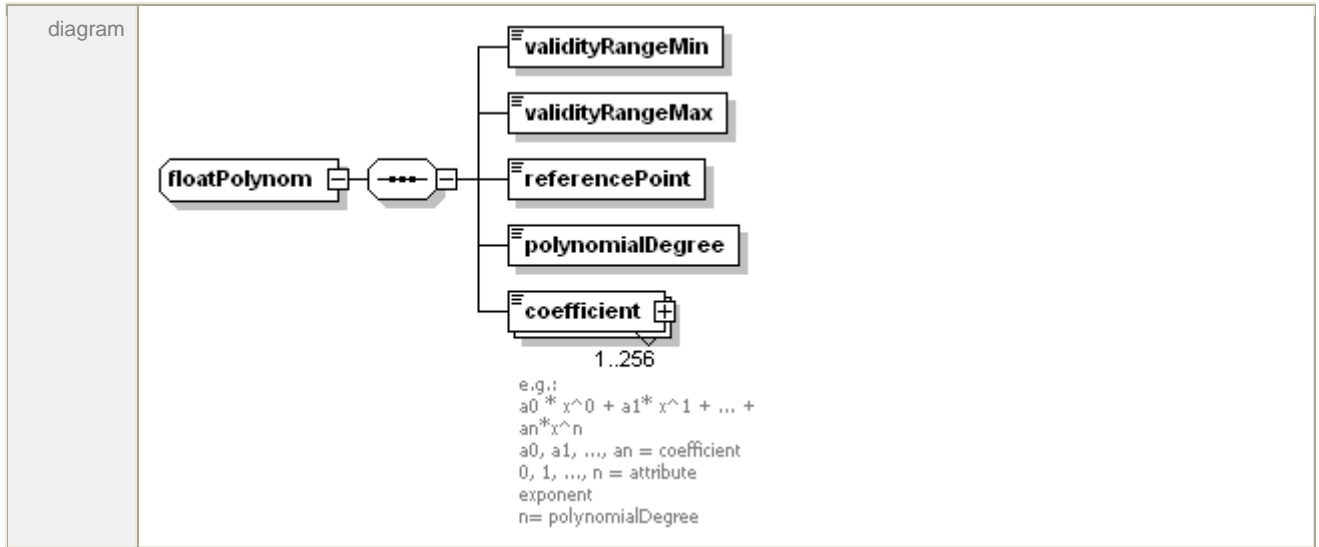 diagram
validityRangeMin
validityRangeMax
floatPolynom
referencePoint
polynomialDegree
coefficient
1..256
e.g.:
a0 * x^0 + a1* x^1 + ... +
an*x^n
a0, a1, ..., an = coefficient
0, 1, ..., n = attribute
exponent
n= polynomialDegree